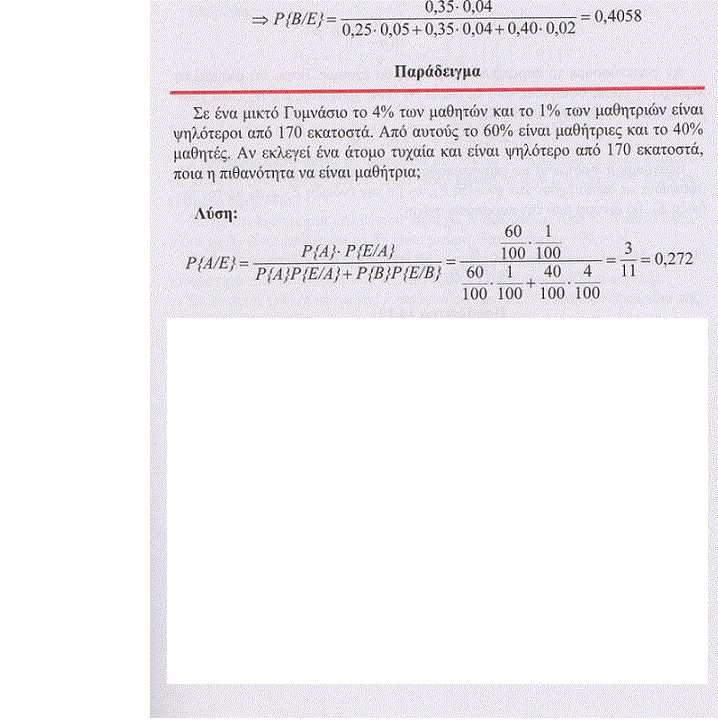 ⇒ P{B/E} = 0,35· 0,04 / 0,25· 0,05 + 0,35· 0,04 + 0,40· 0,02 = 0,4058
Παράδειγμα
Σε ένα μικτό Γυμνάσιο το 4% των μαθητών και το 1% των μαθητριών είναι
ψηλότεροι από 170 εκατοστά. Από αυτούς το 60% είναι μαθήτριες και το 40%
μαθητές. Αν εκλεγεί ένα άτομο τυχαία και είναι ψηλότερο από 170 εκατοστά,
ποια η πιθανότητα να είναι μαθήτρια;
Λύση:
P{A/E} = P{A}· P{E/A} / P{A}P{E/A} + P{B}P{E/B} = 60/100 · 1/100 / 60/100 · 1/100 + 40/100 · 4/100 = 3/11 = 0,272